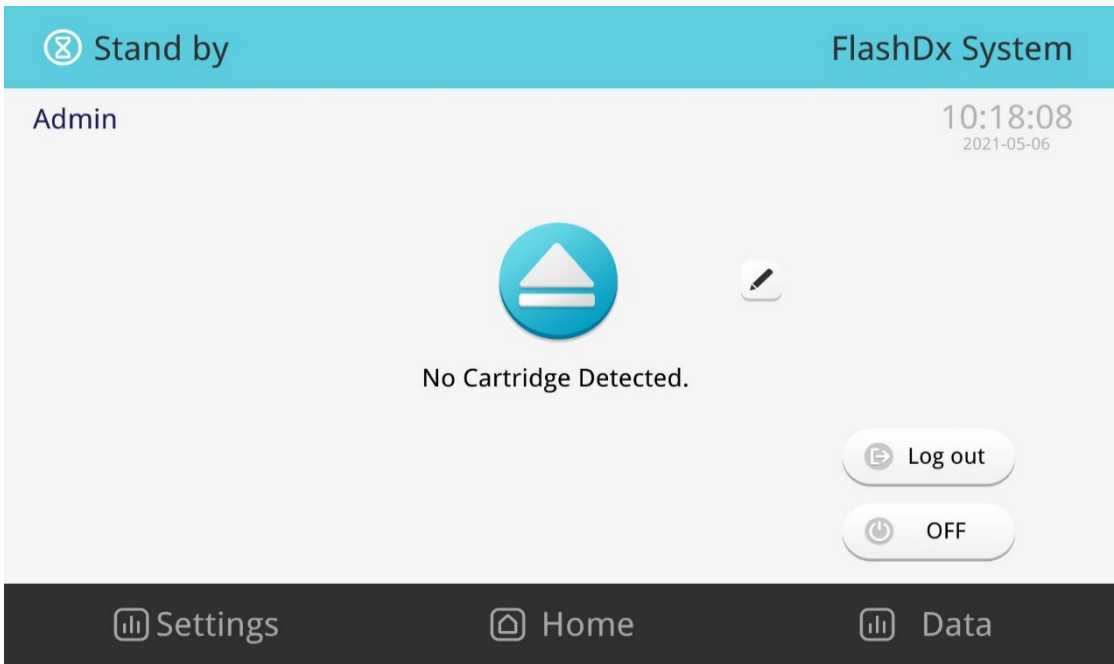 Stand by
FlashDx System
Admin
10:18:08
2021-05-06
No Cartridge Detected.
Log out
OFF
Settings
Home
Data